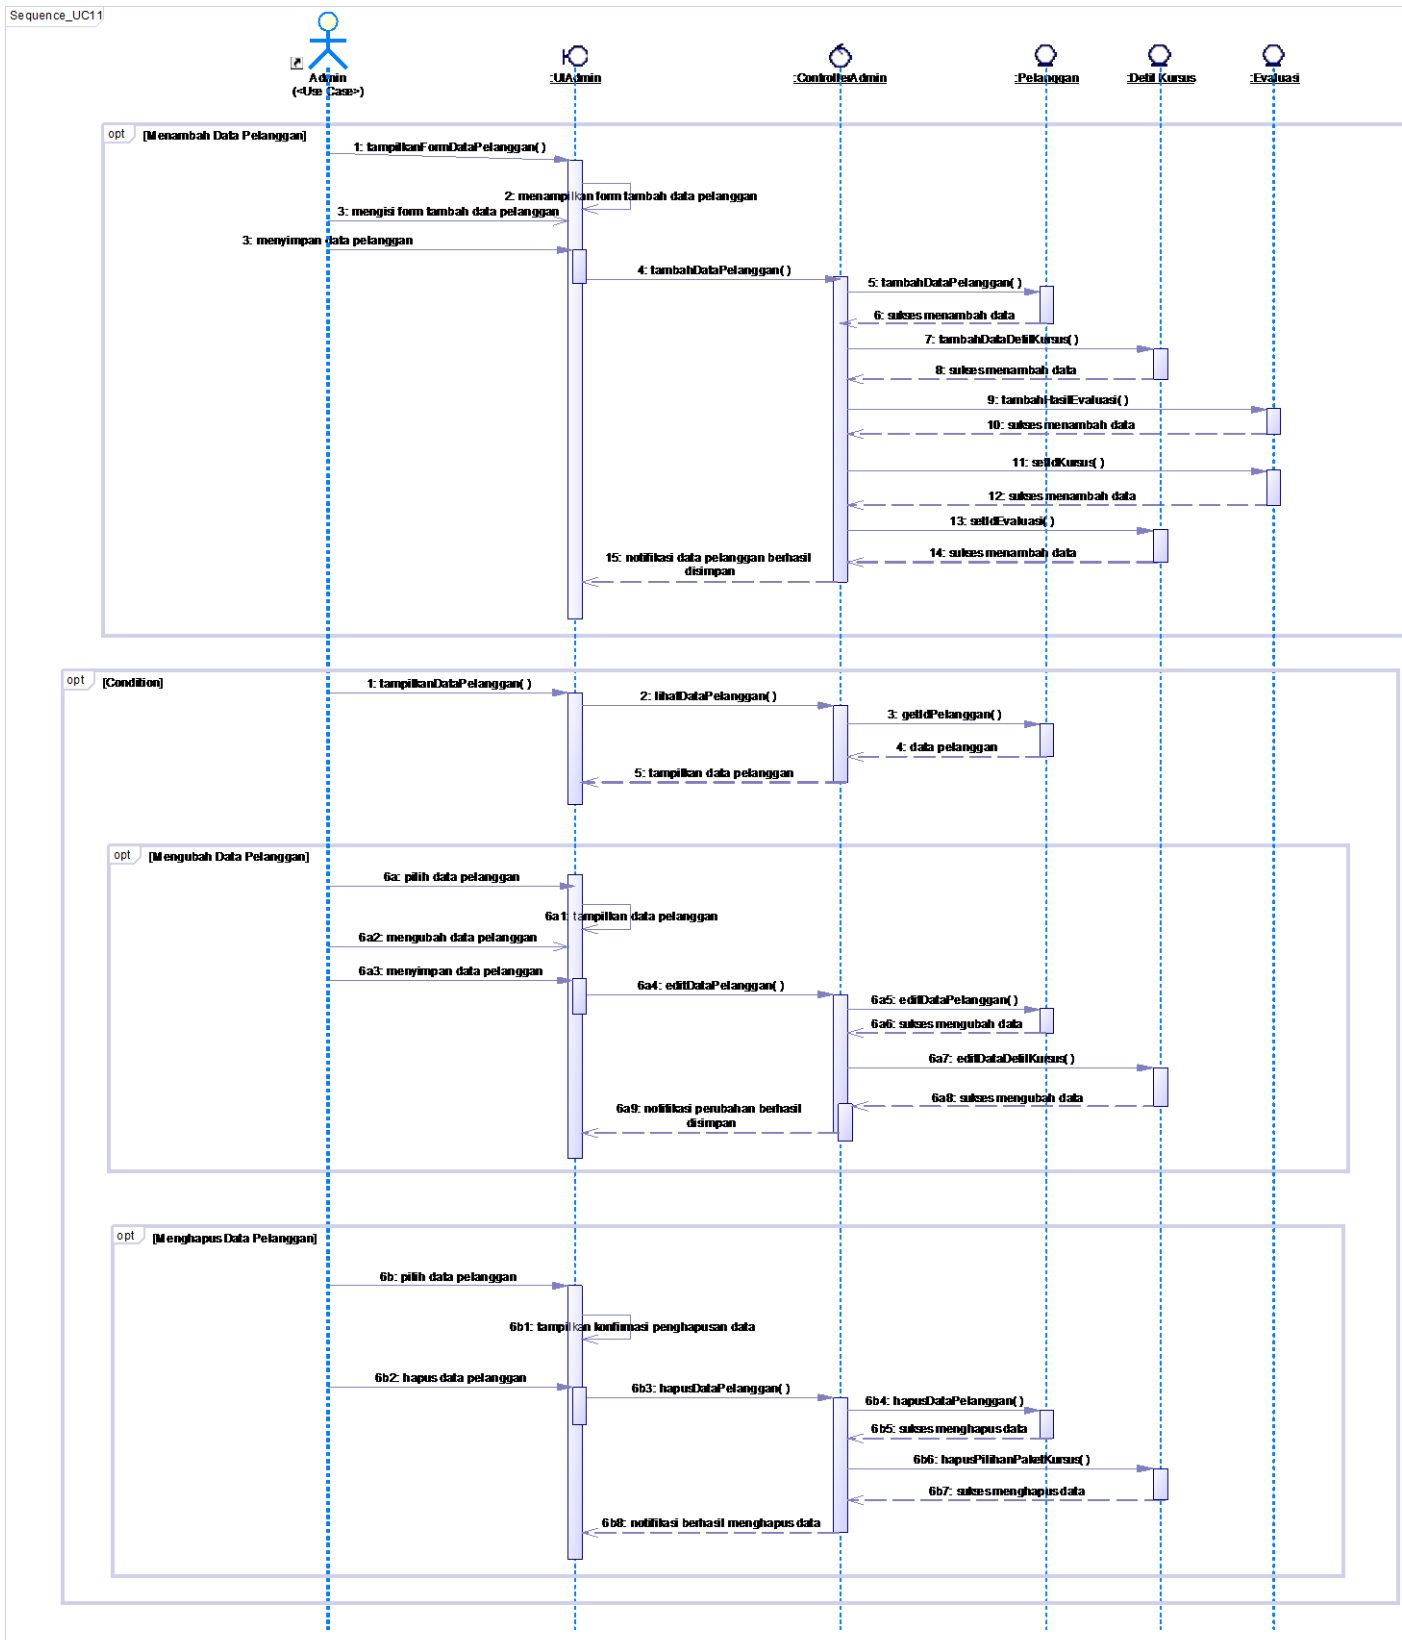 Sequence_UC11
Admin
(<Use Case>)
:UIAdmin
:ControllerAdmin
:Pelanggan
:Detil Kursus
:Evaluasi
opt
[Menambah Data Pelanggan]
1: tampilkanFormDataPelanggan( )
2: menampilkan form tambah data pelanggan
3: mengisi form tambah data pelanggan
3: menyimpan data pelanggan
4: tambahDataPelanggan( )
5: tambahDataPelanggan( )
6: sukses menambah data
7: tambahDataDetilKursus( )
8: sukses menambah data
9: tambahHasilEvaluasi( )
10: sukses menambah data
11: setIdKursus( )
12: sukses menambah data
13: setIdEvaluasi( )
14: sukses menambah data
15: notifikasi data pelanggan berhasil
disimpan
opt
[Condition]
1: tampilkanDataPelanggan( )
2: lihatDataPelanggan( )
3: getIdPelanggan( )
4: data pelanggan
5: tampilkan data pelanggan
opt
[Mengubah Data Pelanggan]
6a: pilih data pelanggan
6a1: tampilkan data pelanggan
6a2: mengubah data pelanggan
6a3: menyimpan data pelanggan
6a4: editDataPelanggan( )
6a5: editDataPelanggan( )
6a6: sukses mengubah data
6a7: editDataDetilKursus( )
6a8: sukses mengubah data
6a9: notifikasi perubahan berhasil
disimpan
opt
[Menghapus Data Pelanggan]
6b: pilih data pelanggan
6b1: tampilkan konfirmasi penghapusan data
6b2: hapus data pelanggan
6b3: hapusDataPelanggan( )
6b4: hapusDataPelanggan( )
6b5: sukses menghapus data
6b6: hapusPilihanPaketKursus( )
6b7: sukses menghapus data
6b8: notifikasi berhasil menghapus data